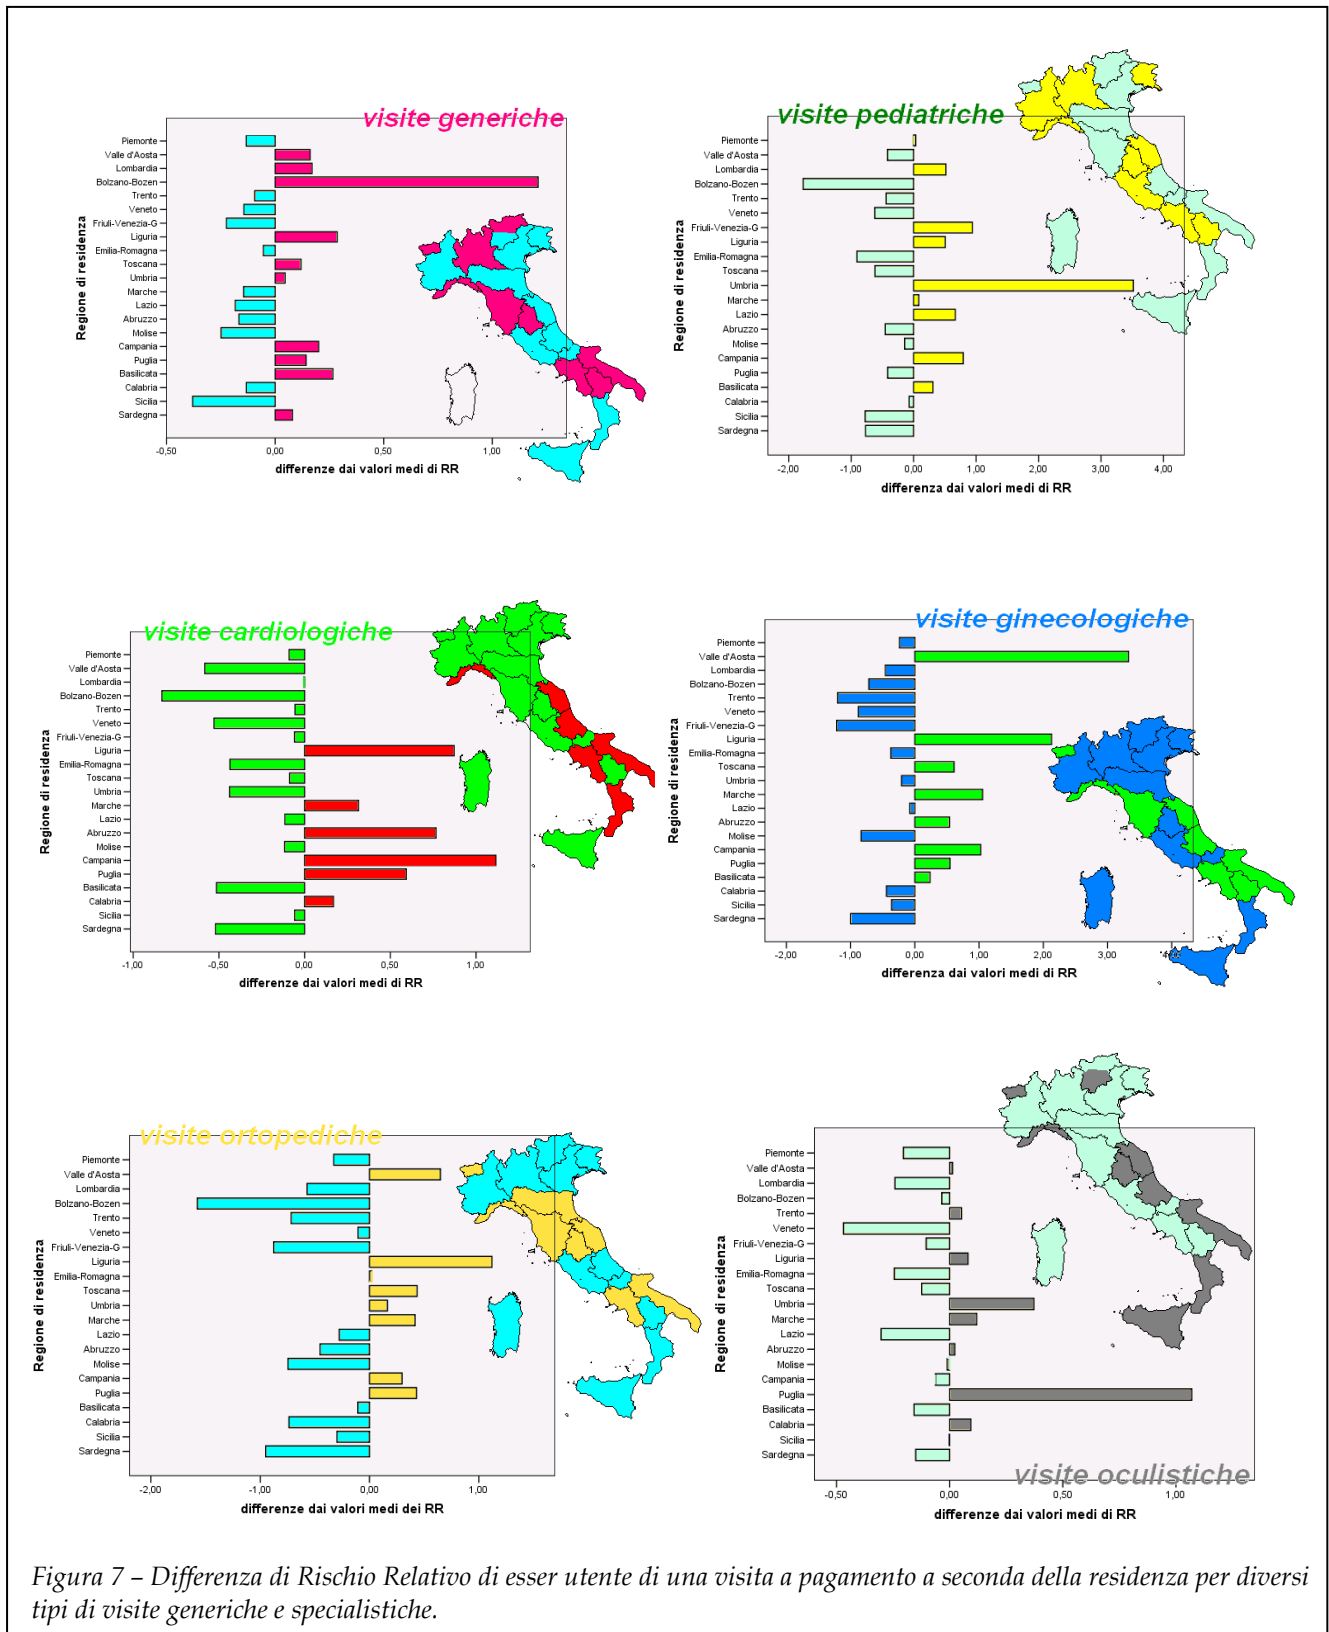 visite generiche
Regione di residenza
Piemonte
Valle d'Aosta
Lombardia
Bolzano-Bozen
Trento
Veneto
Friuli-Venezia-G
Liguria
Emilia-Romagna
Toscana
Umbria
Marche
Lazio
Abruzzo
Molise
Campania
Puglia
Basilicata
Calabria
Sicilia
Sardegna
-0,50 0,00 0,50 1,00
differenze dai valori medi di RR
visite pediatriche
Regione di residenza
Piemonte
Valle d'Aosta
Lombardia
Bolzano-Bozen
Trento
Veneto
Friuli-Venezia-G
Liguria
Emilia-Romagna
Toscana
Umbria
Marche
Lazio
Abruzzo
Molise
Campania
Puglia
Basilicata
Calabria
Sicilia
Sardegna
-2,00 -1,00 0,00 1,00 2,00 3,00 4,00
differenza dai valori medi di RR
visite cardiologiche
Regione di residenza
Piemonte
Valle d'Aosta
Lombardia
Bolzano-Bozen
Trento
Veneto
Friuli-Venezia-G
Liguria
Emilia-Romagna
Toscana
Umbria
Marche
Lazio
Abruzzo
Molise
Campania
Puglia
Basilicata
Calabria
Sicilia
Sardegna
-1,00 -0,50 0,00 0,50 1,00
differenze dai valori medi di RR
visite ginecologiche
Regione di residenza
Piemonte
Valle d'Aosta
Lombardia
Bolzano-Bozen
Trento
Veneto
Friuli-Venezia-G
Liguria
Emilia-Romagna
Toscana
Umbria
Marche
Lazio
Abruzzo
Molise
Campania
Puglia
Basilicata
Calabria
Sicilia
Sardegna
-2,00 -1,00 0,00 1,00 2,00 3,00
differenza dai valori medi di RR
visite ortopediche
Regione di residenza
Piemonte
Valle d'Aosta
Lombardia
Bolzano-Bozen
Trento
Veneto
Friuli-Venezia-G
Liguria
Emilia-Romagna
Toscana
Umbria
Marche
Lazio
Abruzzo
Molise
Campania
Puglia
Basilicata
Calabria
Sicilia
Sardegna
-2,00 -1,00 0,00 1,00
differenze dai valori medi dei RR
Regione di residenza
Piemonte
Valle d'Aosta
Lombardia
Bolzano-Bozen
Trento
Veneto
Friuli-Venezia-G
Liguria
Emilia-Romagna
Toscana
Umbria
Marche
Lazio
Abruzzo
Molise
Campania
Puglia
Basilicata
Calabria
Sicilia
Sardegna
visite oculistiche
-0,50 0,00 0,50 1,00
differenze dai valori medi di RR
Figura 7 – Differenza di Rischio Relativo di esser utente di una visita a pagamento a seconda della residenza per diversi
tipi di visite generiche e specialistiche.